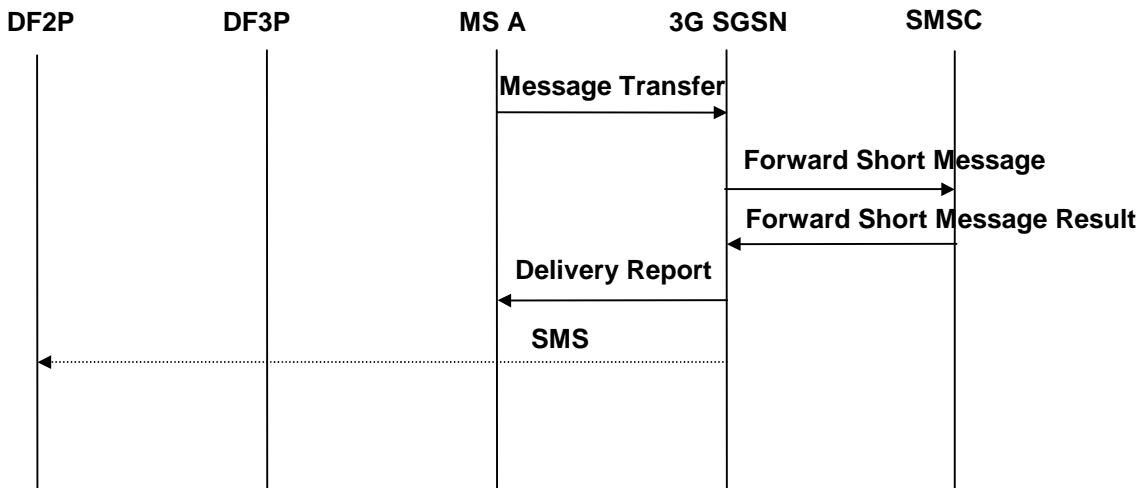 DF2P DF3P MS A 3G SGSN SMSC
Message Transfer
Forward Short Message
Forward Short Message Result
Delivery Report
SMS